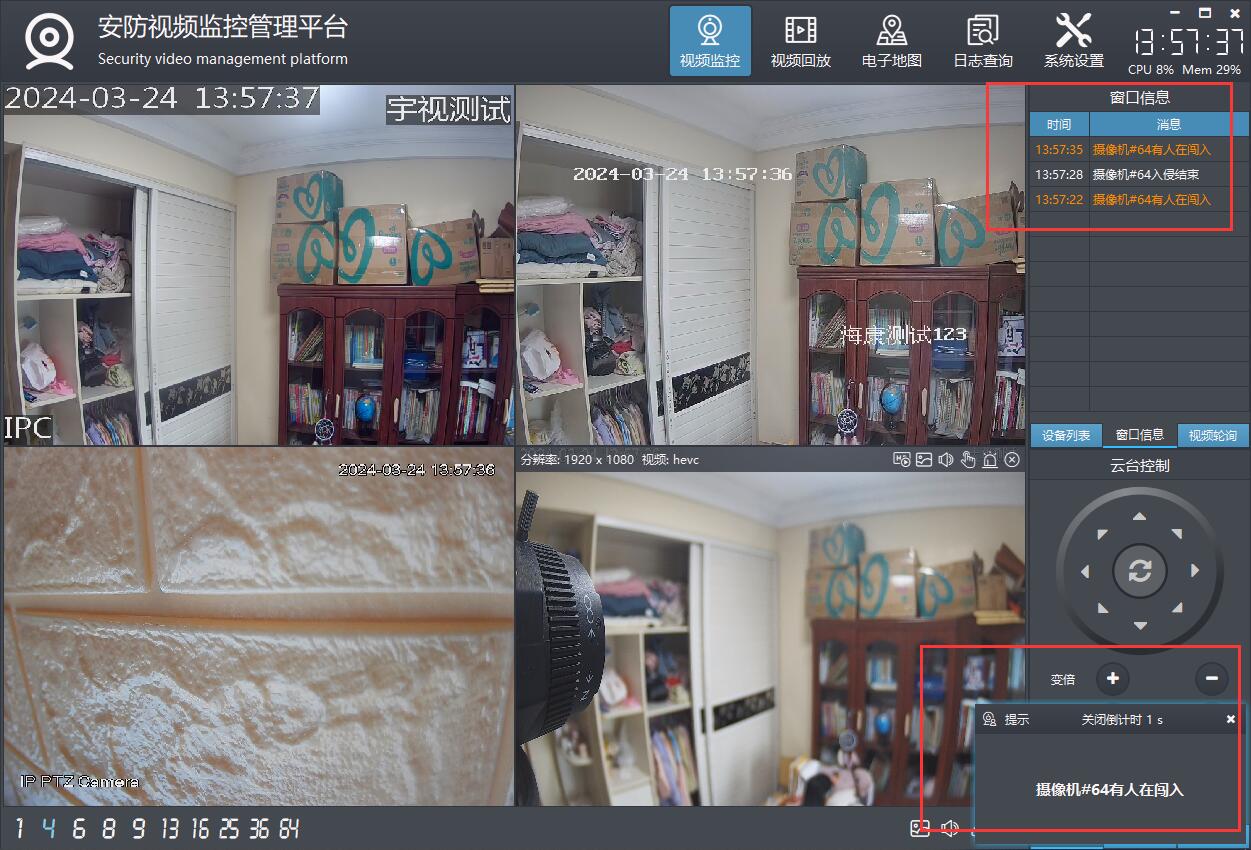 安防视频监控管理平台
Security video management platform
视频监控
视频回放
电子地图
日志查询
系统设置
13:57:37
CPU 8% Mem 29%
2024-03-24 13:57:37
宇视测试
IPC
2024-03-24 13:57:36
海康测试123
窗口信息
时间 消息
13:57:35 摄像机#64有人在闯入
13:57:28 摄像机#64入侵结束
13:57:22 摄像机#64有人在闯入
设备列表 窗口信息 视频轮询
云台控制
变倍
2024-03-24 13:57:36
IP PTZ Camera
分辨率: 1920 x 1080 视频: hevc
提示 关闭倒计时 1 s
摄像机#64有人在闯入
1 4 6 8 9 13 16 25 36 64